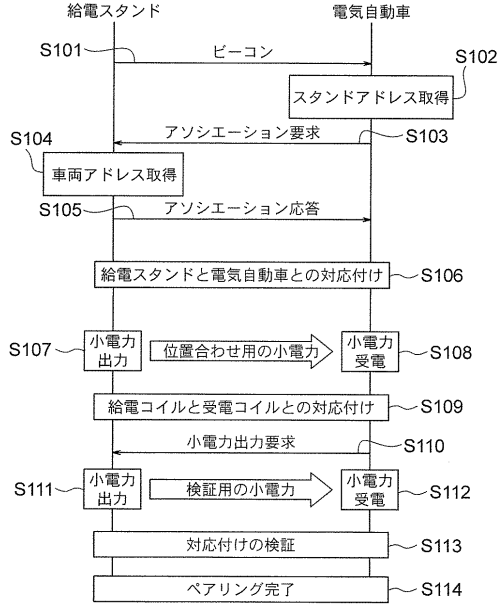 給電スタンド
電気自動車
S101
ビーコン
S102
スタンドアドレス取得
S104
アソシエーション要求
S103
車両アドレス取得
S105
アソシエーション応答
給電スタンドと電気自動車との対応付け
S106
S107
小電力
出力
位置合わせ用の小電力
小電力
受電
S108
給電コイルと受電コイルとの対応付け
S109
小電力出力要求
S110
S111
小電力
出力
検証用の小電力
小電力
受電
S112
対応付けの検証
S113
ペアリング完了
S114